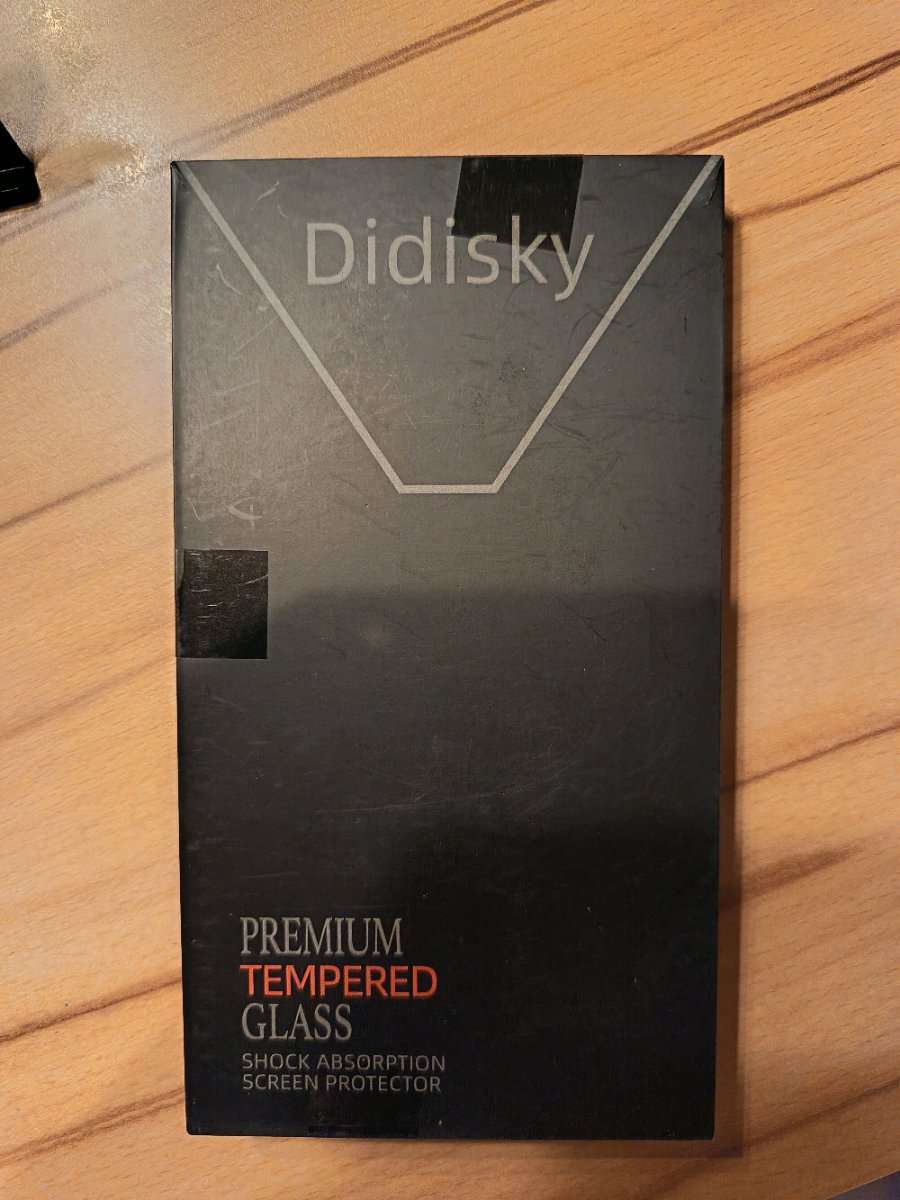 Didisky
PREMIUM
TEMPERED
GLASS
SHOCK ABSORPTION
SCREEN PROTECTOR